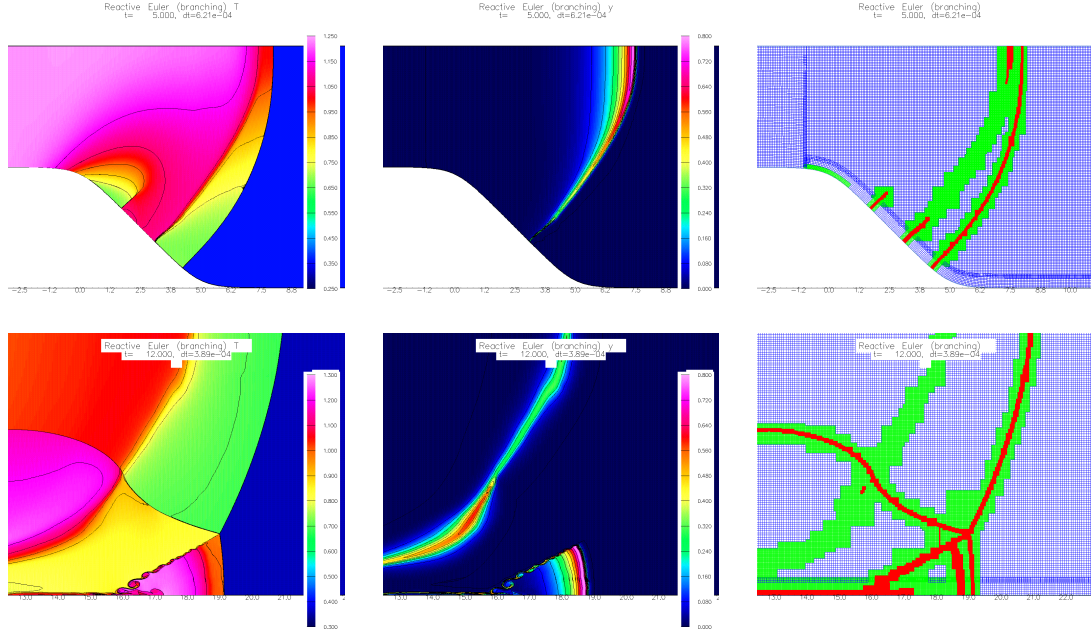 Reactive Euler (branching) T
t= 5.000, dt=6.21e-04
Reactive Euler (branching) y
t= 5.000, dt=6.21e-04
Reactive Euler (branching)
t= 5.000, dt=6.21e-04
1.250
1.150
1.050
0.950
0.850
0.750
0.650
0.550
0.450
0.350
0.250
0.800
0.720
0.640
0.560
0.480
0.400
0.320
0.240
0.160
0.080
0.000
-2.5 -1.2 0.0 1.2 2.5 3.8 5.0 6.2 7.5 8.8
-2.5 -1.2 0.0 1.2 2.5 3.8 5.0 6.2 7.5 8.8
-2.5 -1.2 0.0 1.2 2.5 3.8 5.0 6.2 7.5 8.8 10.0
Reactive Euler (branching) T
t= 12.000, dt=3.89e-04
Reactive Euler (branching) y
t= 12.000, dt=3.89e-04
Reactive Euler (branching)
t= 12.000, dt=3.89e-04
1.300
1.200
1.100
1.000
0.900
0.800
0.700
0.600
0.500
0.400
0.300
0.800
0.720
0.640
0.560
0.480
0.400
0.320
0.240
0.160
0.080
0.000
13.0 14.0 15.0 16.0 17.0 18.0 19.0 21.0
13.0 14.0 15.0 16.0 17.0 18.0 19.0 21.0
13.0 14.0 15.0 16.0 17.0 18.0 19.0 20.0 21.0 22.0